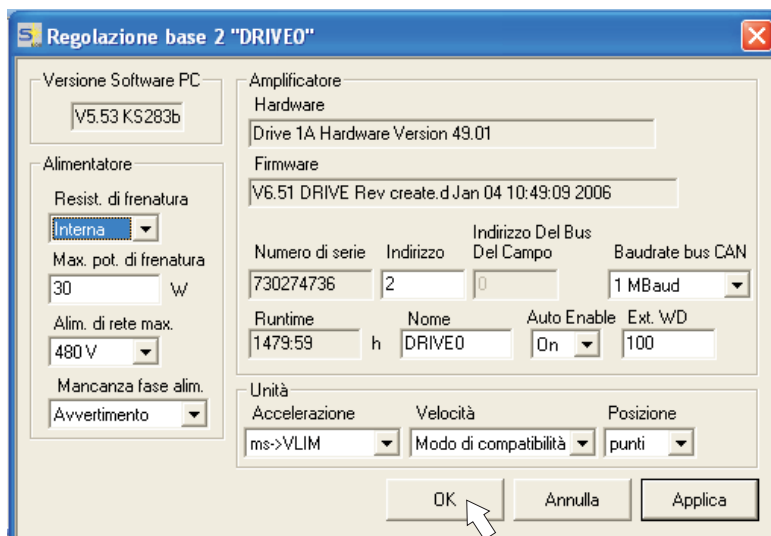 Regolazione base 2 "DRIVE0"
Versione Software PC
V5.53 KS283b
Alimentatore
Resist. di frenatura
Interna
Max. pot. di frenatura
30 W
Alim. di rete max.
480 V
Mancanza fase alim.
Avvertimento
Amplificatore
Hardware
Drive 1A Hardware Version 49.01
Firmware
V6.51 DRIVE Rev create.d Jan 04 10:49:09 2006
Numero di serie Indirizzo Indirizzo Del Bus Del Campo Baudrate bus CAN
730274736 2 0 1 MBaud
Runtime Nome Auto Enable Ext. WD
1479:59 h DRIVE0 On 100
Unità
Accelerazione Velocità Posizione
ms->VLIM Modo di compatibilità punti
OK Annulla Applica